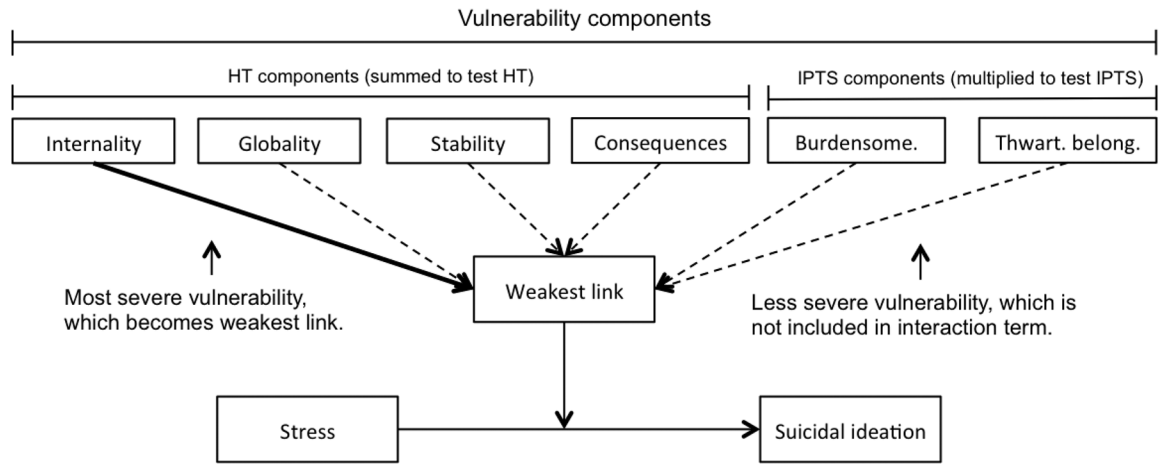 Vulnerability components
HT components (summed to test HT)
IPTS components (multiplied to test IPTS)
Internality
Globality
Stability
Consequences
Burdensome.
Thwart. belong.
Most severe vulnerability,
which becomes weakest link.
Weakest link
Less severe vulnerability, which is
not included in interaction term.
Stress
Suicidal ideation